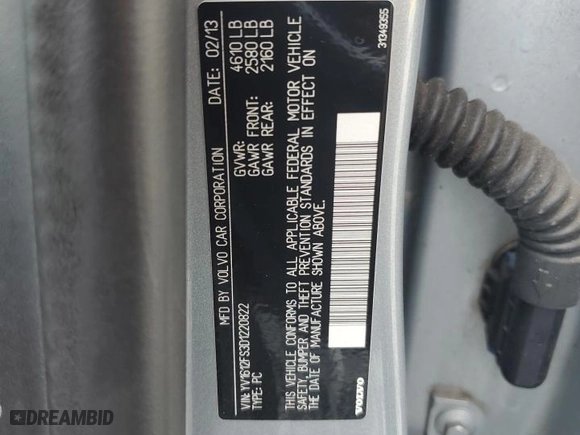 MFD BY VOLVO CAR CORPORATION DATE: 02/13
GVWR: 4610 LB
GAWR FRONT: 2580 LB
GAWR REAR: 2160 LB
VIN: YV1612FS3D1220822
TYPE: PC
THIS VEHICLE CONFORMS TO ALL APPLICABLE FEDERAL MOTOR VEHICLE
SAFETY, BUMPER AND THEFT PREVENTION STANDARDS IN EFFECT ON
THE DATE OF MANUFACTURE SHOWN ABOVE.
VOLVO
31349355
DREAMBID